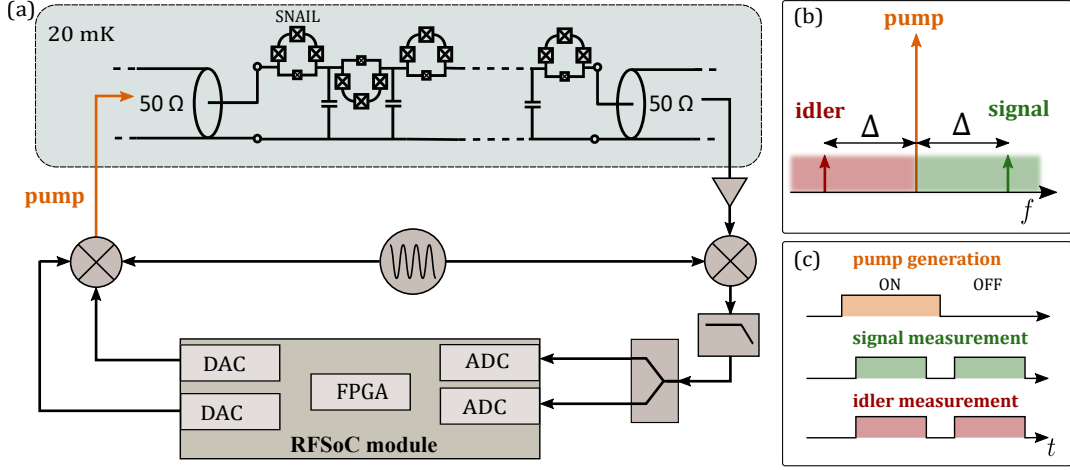 (a)
20 mK
SNAIL
50 Ω
50 Ω
pump
DAC
DAC
FPGA
ADC
ADC
RFSoC module
(b)
pump
idler
signal
Δ
Δ
f
(c)
pump generation
ON
OFF
signal measurement
idler measurement
t